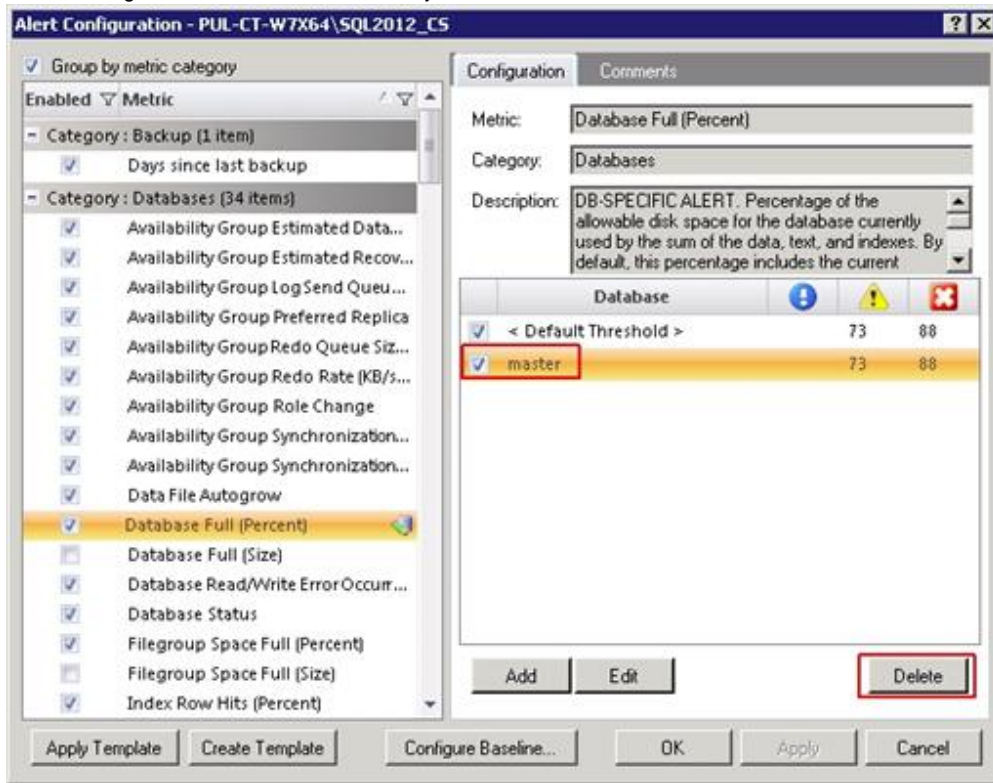 Alert Configuration - PUL-CT-W7X64\SQL2012_CS
Group by metric category
Enabled Metric
Category : Backup (1 item)
Days since last backup
Category : Databases (34 items)
Availability Group Estimated Data...
Availability Group Estimated Recov...
Availability Group Log Send Queu...
Availability Group Preferred Replica
Availability Group Redo Queue Siz...
Availability Group Redo Rate (KB/s...
Availability Group Role Change
Availability Group Synchronization...
Availability Group Synchronization...
Data File Autogrow
Database Full (Percent)
Database Full (Size)
Database Read/Write Error Occurr...
Database Status
Filegroup Space Full (Percent)
Filegroup Space Full (Size)
Index Row Hits (Percent)
Configuration Comments
Metric: Database Full (Percent)
Category: Databases
Description: DB-SPECIFIC ALERT. Percentage of the
allowable disk space for the database currently
used by the sum of the data, text, and indexes. By
default, this percentage includes the current
Database
< Default Threshold > 73 88
master 73 88
Add Edit Delete
Apply Template Create Template Configure Baseline... OK Apply Cancel